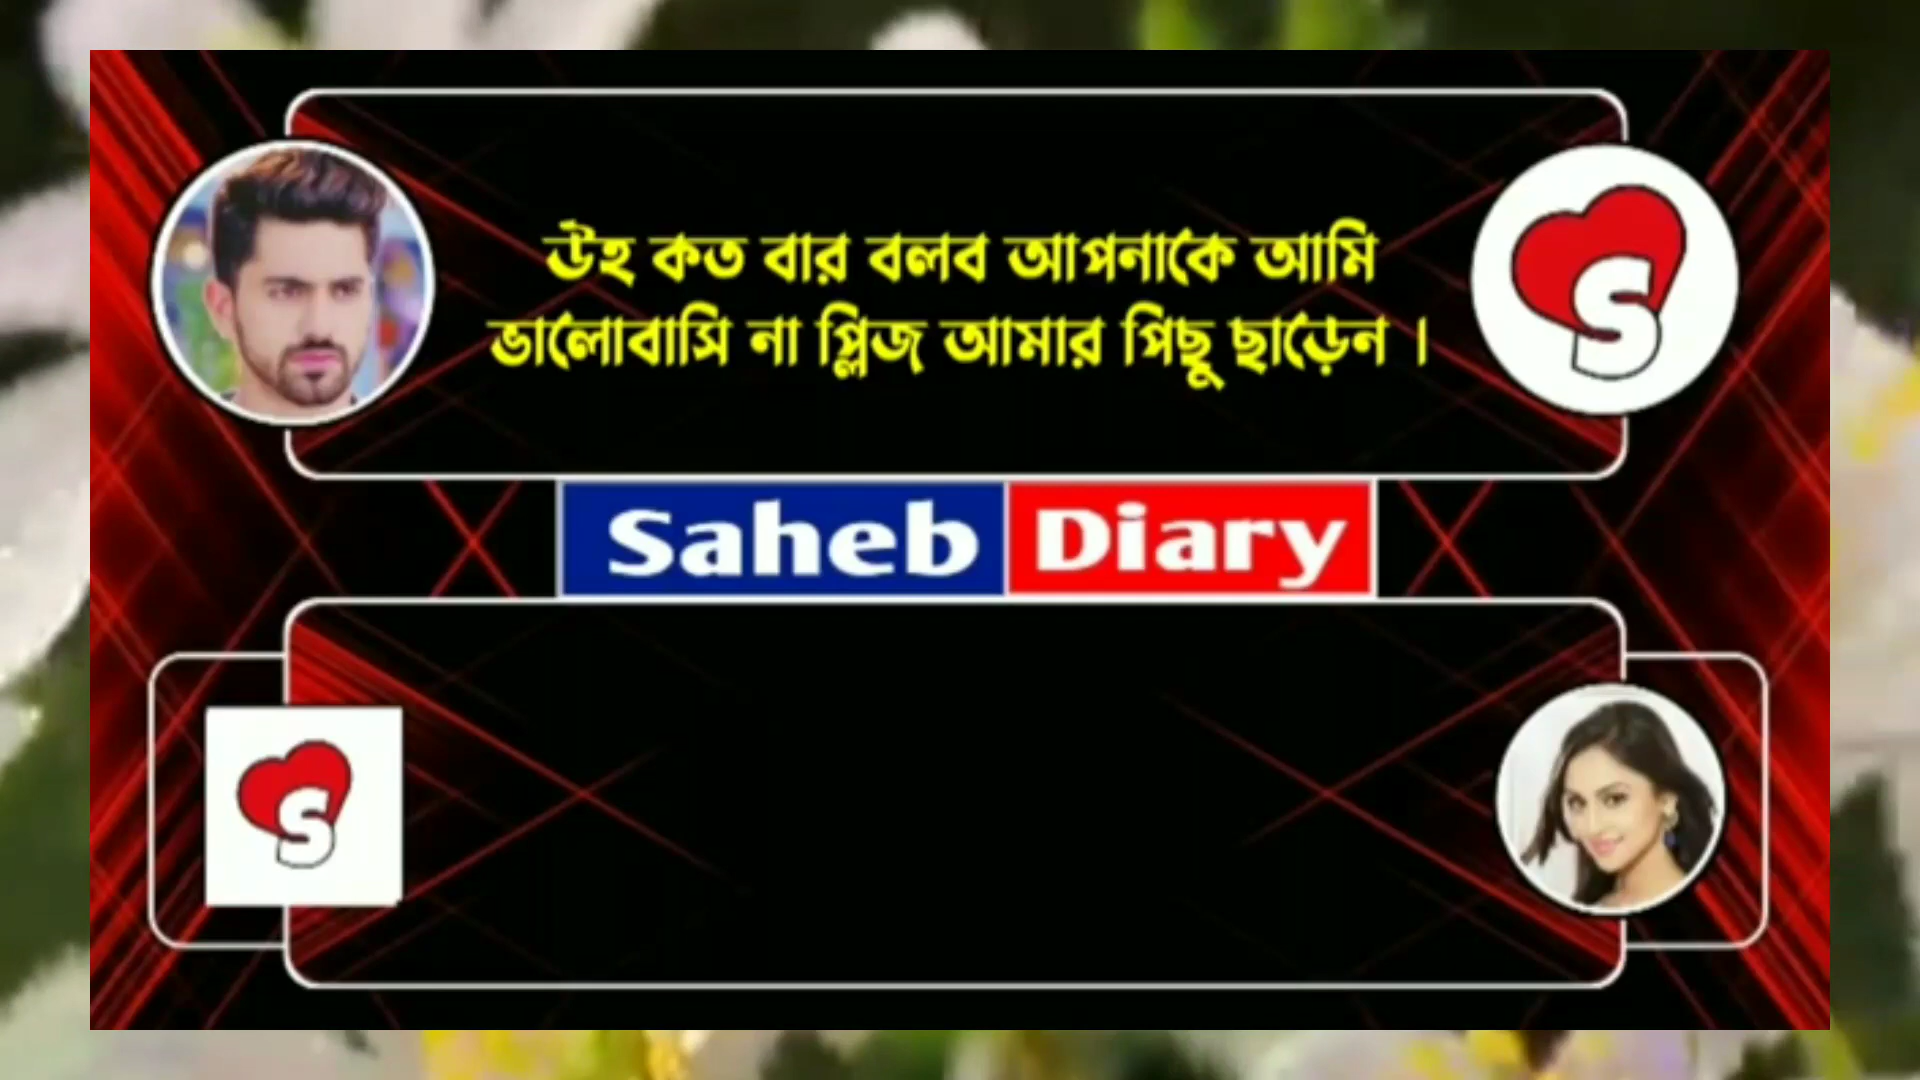 উহ কত বার বলব আপনাকে আমি
ভালোবাসি না প্লিজ আমার পিছু ছাড়েন ।
S
Saheb Diary
S